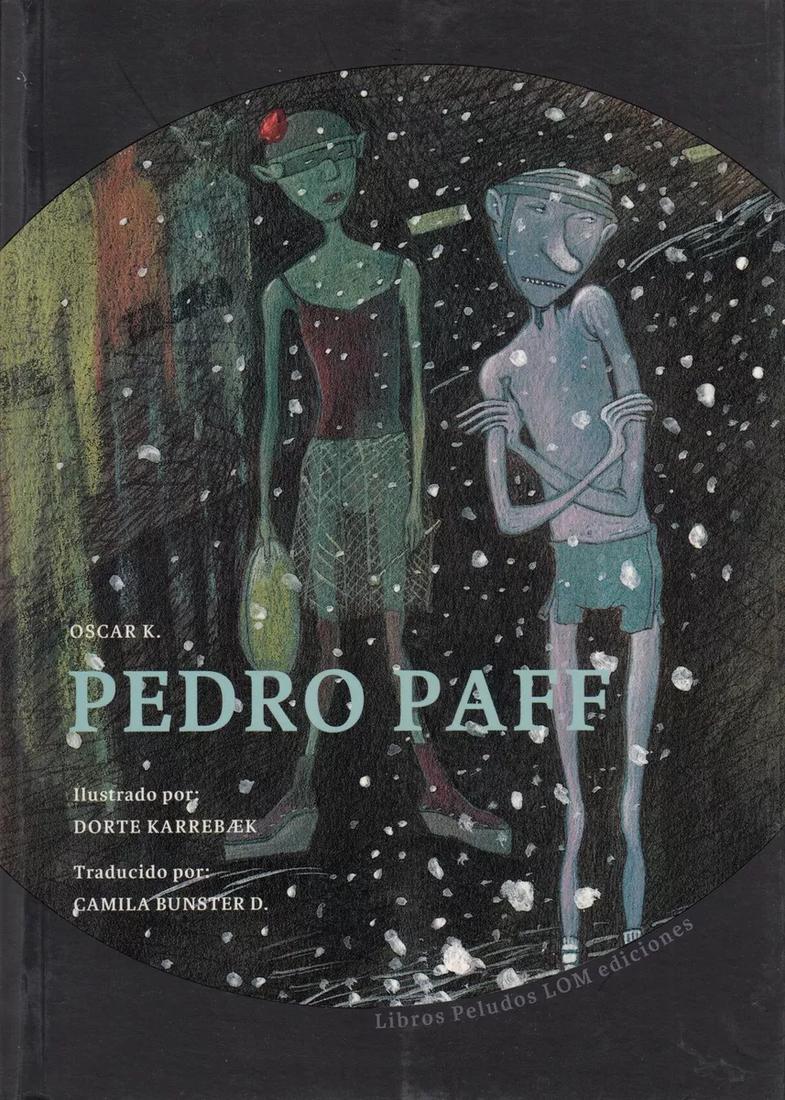 OSCAR K.
PEDRO PAFF
Ilustrado por:
DORTE KARREBÆK
Traducido por:
CAMILA BUNSTER D.
Libros Peludos LOM ediciones